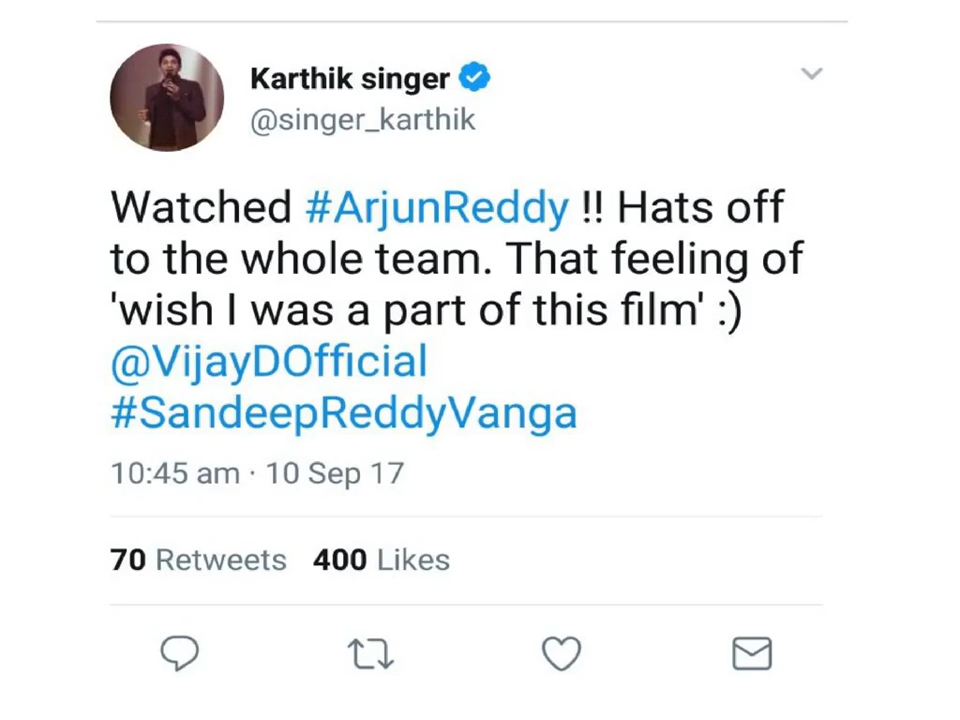 Karthik singer
@singer_karthik
Watched #ArjunReddy !! Hats off
to the whole team. That feeling of
'wish I was a part of this film' :)
@VijayDOfficial
#SandeepReddyVanga
10:45 am · 10 Sep 17
70 Retweets 400 Likes